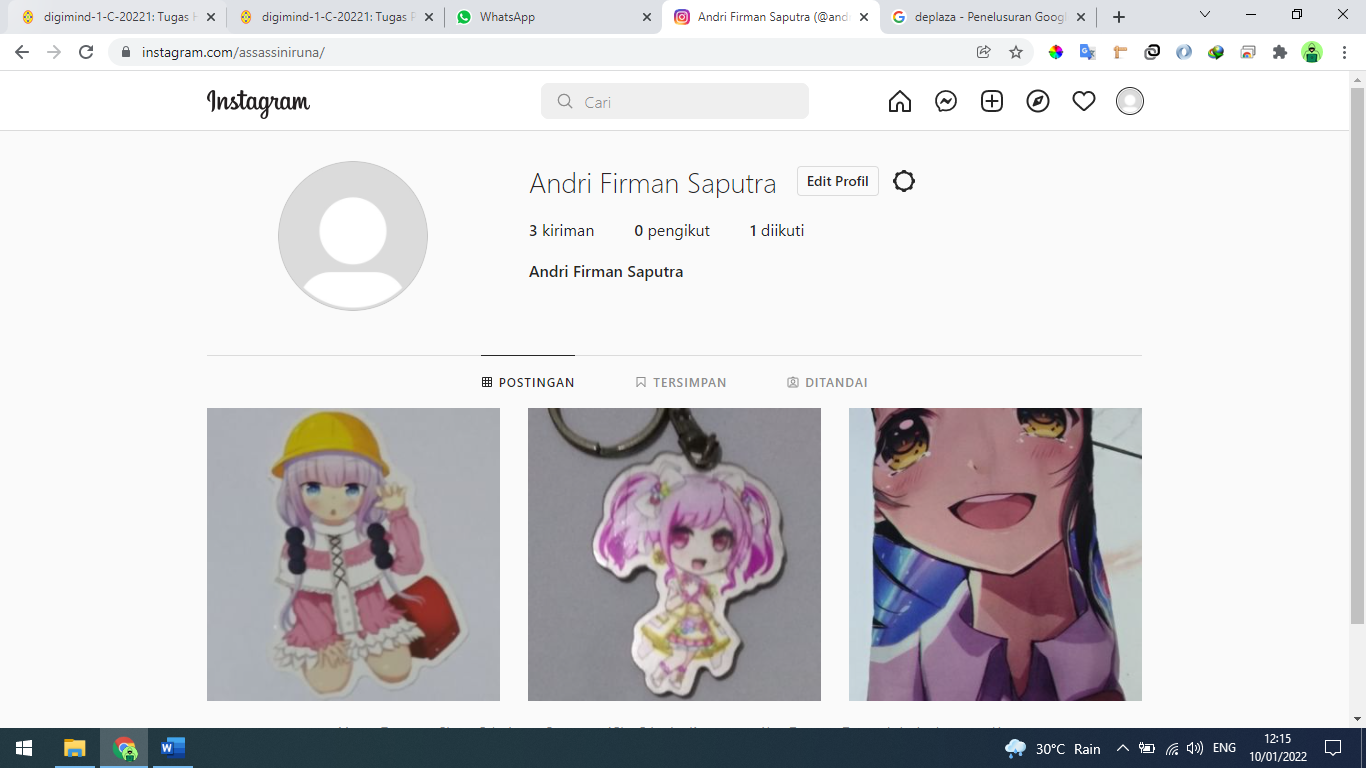 digimind-1-C-20221: Tugas
digimind-1-C-20221: Tugas
WhatsApp
Andri Firman Saputra (@and
deplaza - Penelusuran Googl
instagram.com/assassiniruna/
Instagram
Cari
Andri Firman Saputra
Edit Profil
3 kiriman 0 pengikut 1 diikuti
Andri Firman Saputra
POSTINGAN TERSIMPAN DITANDAI
30°C Rain
ENG
12:15
10/01/2022